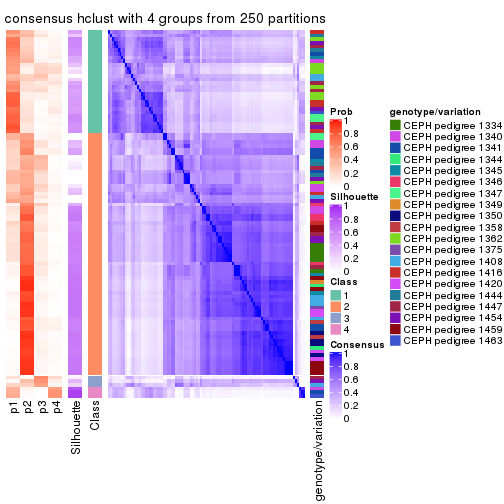 consensus hclust with 4 groups from 250 partitions
Prob
1
0.8
0.6
0.4
0.2
0
Silhouette
1
0.8
0.6
0.4
0.2
0
Class
1
2
3
4
Consensus
1
0.8
0.6
0.4
0.2
0
genotype/variation
CEPH pedigree 1334
CEPH pedigree 1340
CEPH pedigree 1341
CEPH pedigree 1344
CEPH pedigree 1345
CEPH pedigree 1346
CEPH pedigree 1347
CEPH pedigree 1349
CEPH pedigree 1350
CEPH pedigree 1358
CEPH pedigree 1362
CEPH pedigree 1375
CEPH pedigree 1408
CEPH pedigree 1416
CEPH pedigree 1420
CEPH pedigree 1444
CEPH pedigree 1447
CEPH pedigree 1454
CEPH pedigree 1459
CEPH pedigree 1463
p1
p2
p3
p4
Silhouette
Class
genotype/variation